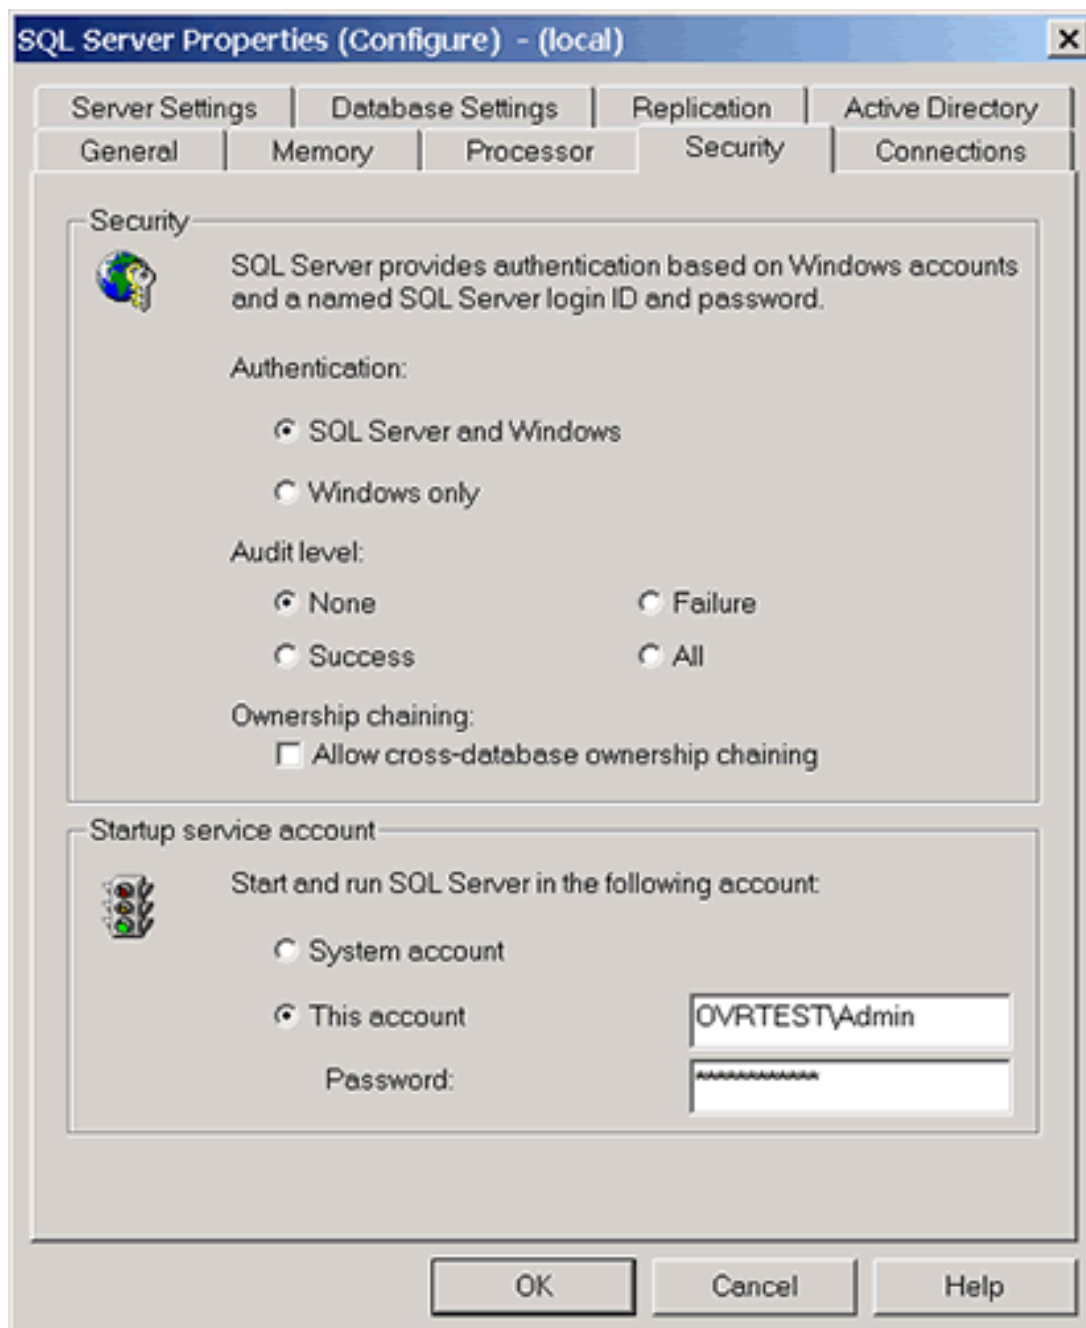 SQL Server Properties (Configure) - (local)
Server Settings Database Settings Replication Active Directory
General Memory Processor Security Connections
Security
SQL Server provides authentication based on Windows accounts
and a named SQL Server login ID and password.
Authentication:
SQL Server and Windows
Windows only
Audit level:
None Failure
Success All
Ownership chaining:
Allow cross-database ownership chaining
Startup service account
Start and run SQL Server in the following account:
System account
This account OVRTEST\Admin
Password: ************
OK Cancel Help